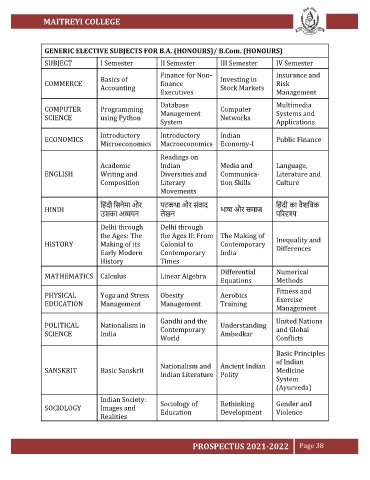 MAITREYI COLLEGE
GENERIC ELECTIVE SUBJECTS FOR B.A. (HONOURS)/ B.Com. (HONOURS)
SUBJECT I Semester II Semester III Semester IV Semester
COMMERCE
Basics of
Accounting
Finance for Non-
finance
Executives
Investing in
Stock Markets
Insurance and
Risk
Management
COMPUTER
SCIENCE
Programming
using Python
Database
Management
System
Computer
Networks
Multimedia
Systems and
Applications
ECONOMICS
Introductory
Microeconomics
Introductory
Macroeconomics
Indian
Economy-I
Public Finance
ENGLISH
Academic
Writing and
Composition
Readings on
Indian
Diversities and
Literary
Movements
Media and
Communica-
tion Skills
Language,
Literature and
Culture
HINDI
हिंदी सिनेमा और
उसका अध्ययन
पटकथा और संवाद
लेखन
भाषा और समाज
हिंदी का वैश्विक
परिदृश्य
HISTORY
Delhi through
the Ages: The
Making of its
Early Modern
History
Delhi through
the Ages II: From
Colonial to
Contemporary
Times
The Making of
Contemporary
India
Inequality and
Differences
MATHEMATICS
Calculus
Linear Algebra
Differential
Equations
Numerical
Methods
PHYSICAL
EDUCATION
Yoga and Stress
Management
Obesity
Management
Aerobics
Training
Fitness and
Exercise
Management
POLITICAL
SCIENCE
Nationalism in
India
Gandhi and the
Contemporary
World
Understanding
Ambedkar
United Nations
and Global
Conflicts
SANSKRIT
Basic Sanskrit
Nationalism and
Indian Literature
Ancient Indian
Polity
Basic Principles
of Indian
Medicine
System
(Ayurveda)
SOCIOLOGY
Indian Society:
Images and
Realities
Sociology of
Education
Rethinking
Development
Gender and
Violence
PROSPECTUS 2021-2022 Page 38